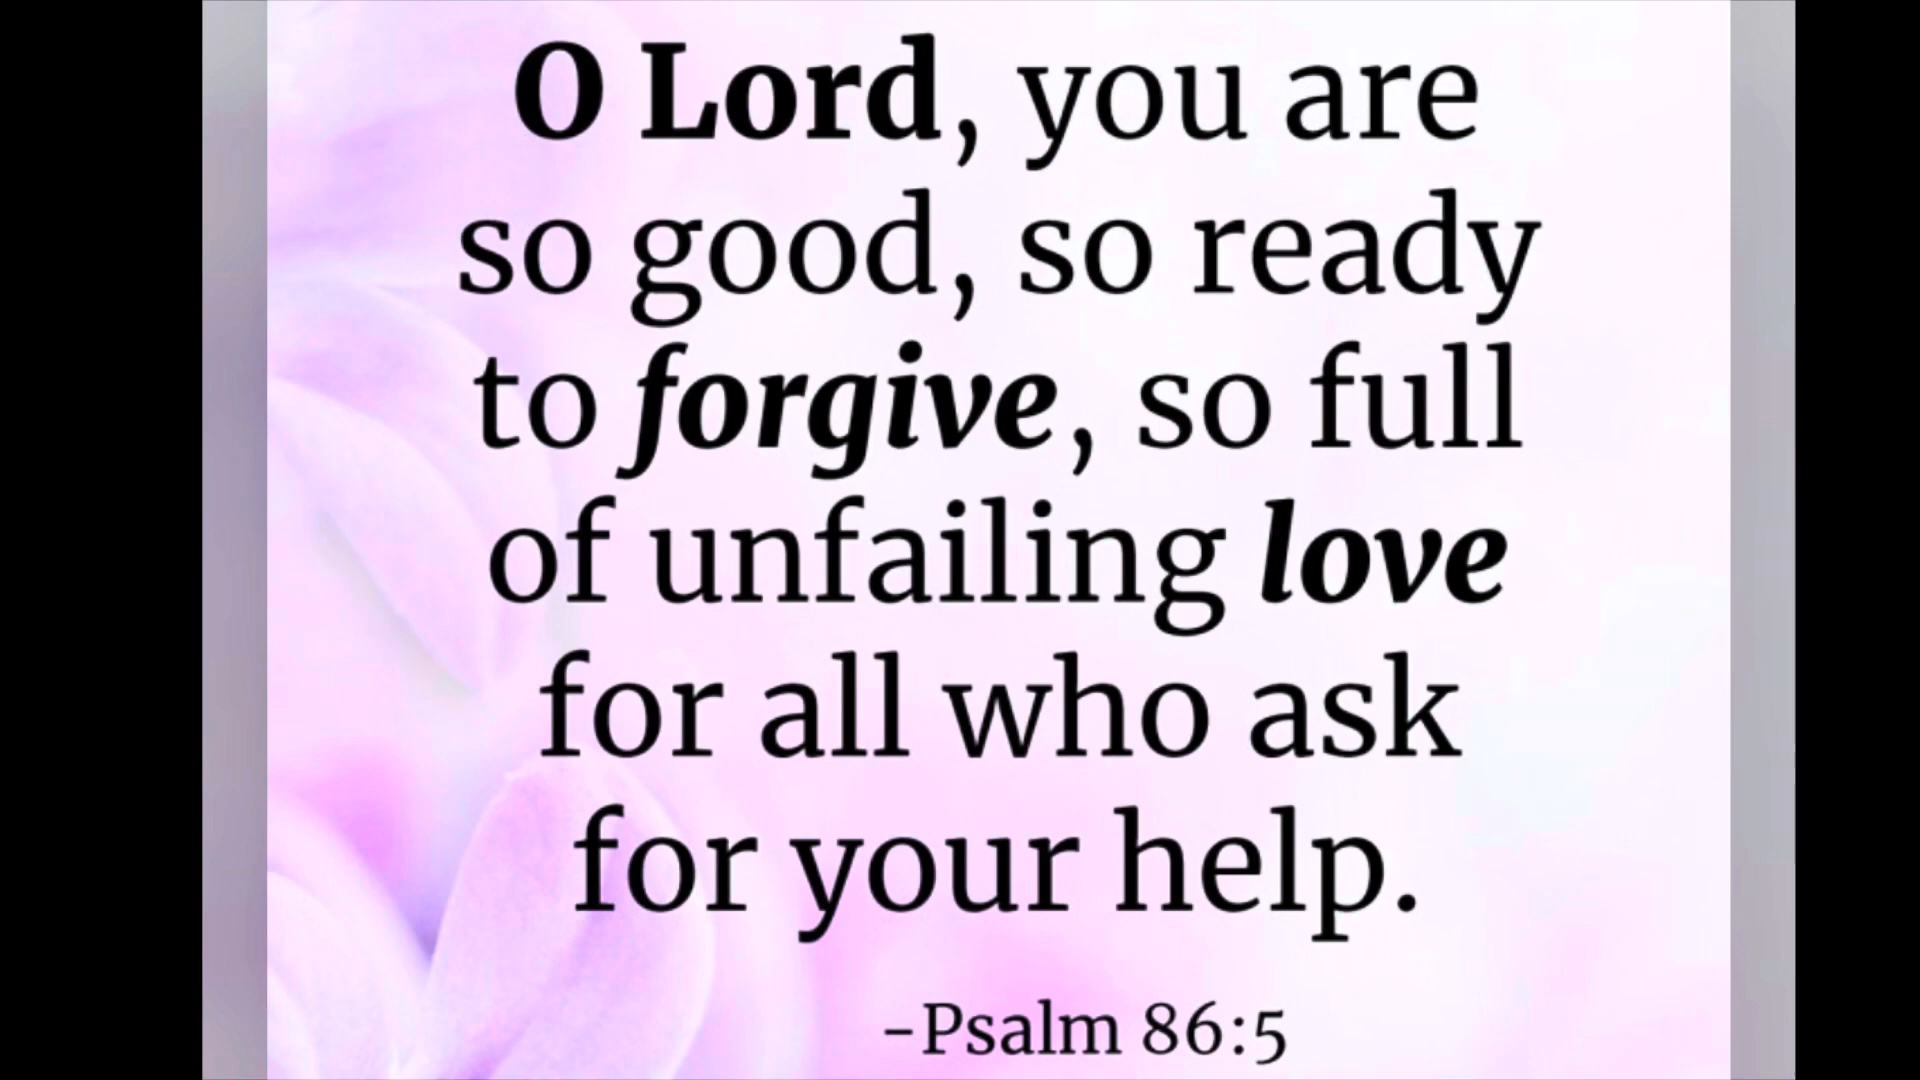 O Lord, you are
so good, so ready
to forgive, so full
of unfailing love
for all who ask
for your help.
-Psalm 86:5